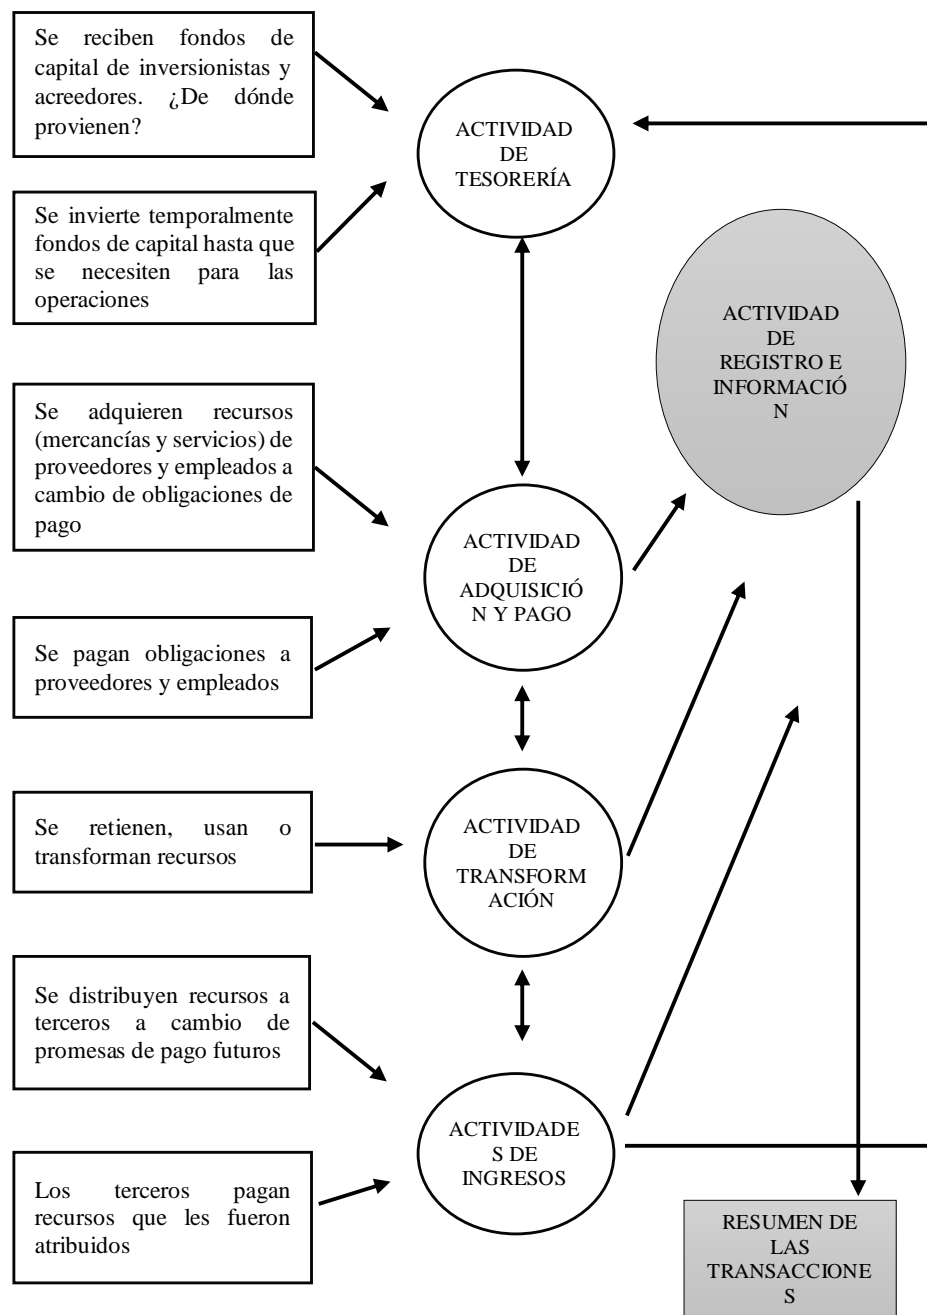 Se reciben fondos de
capital de inversionistas y
acreedores. ¿De dónde
provienen?
ACTIVIDAD
DE
TESORERÍA
Se invierte temporalmente
fondos de capital hasta que
se necesiten para las
operaciones
ACTIVIDAD
DE
REGISTRO E
INFORMACIÓ
N
Se adquieren recursos
(mercancías y servicios) de
proveedores y empleados a
cambio de obligaciones de
pago
ACTIVIDAD
DE
ADQUISICIÓ
N Y PAGO
Se pagan obligaciones a
proveedores y empleados
Se retienen, usan o
transforman recursos
ACTIVIDAD
DE
TRANSFORM
ACIÓN
Se distribuyen recursos a
terceros a cambio de
promesas de pago futuros
ACTIVIDADE
S DE
INGRESOS
Los terceros pagan
recursos que les fueron
atribuidos
RESUMEN DE
LAS
TRANSACCIONE
S